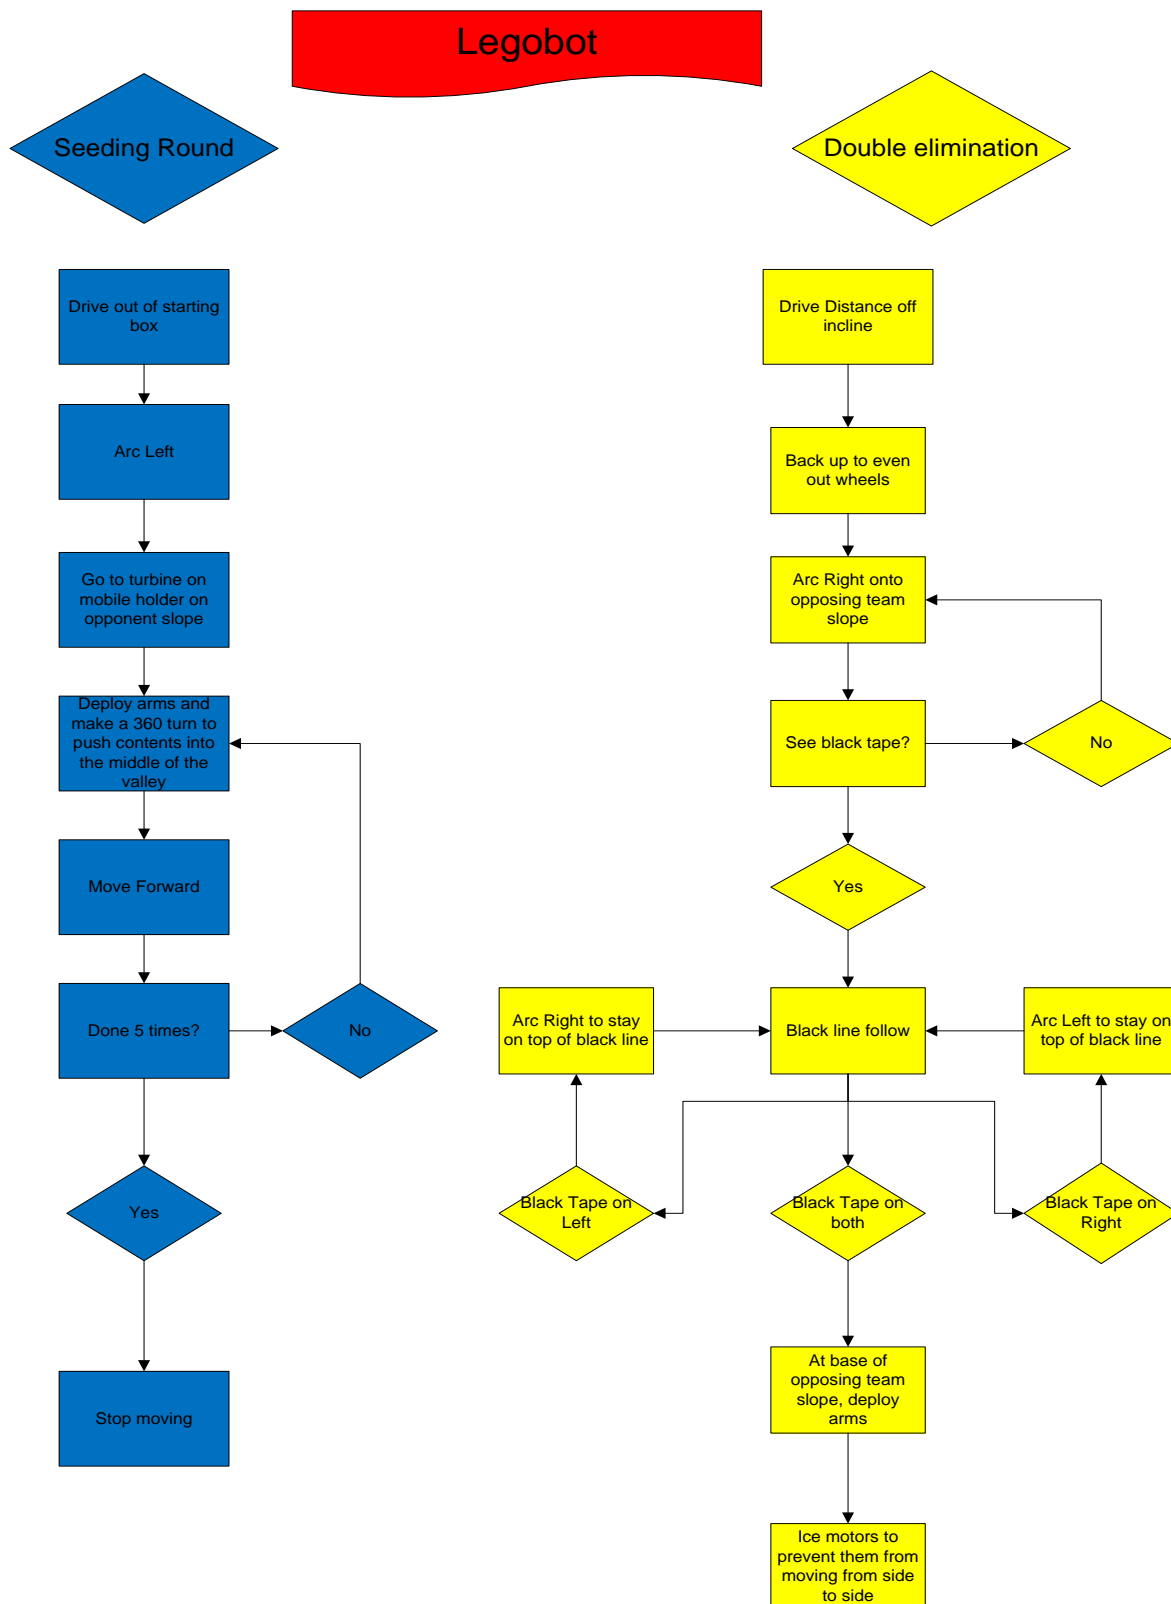 Legobot
Seeding Round
Double elimination
Drive out of starting
box
Arc Left
Go to turbine on
mobile holder on
opponent slope
Deploy arms and
make a 360 turn to
push contents into
the middle of the
valley
Move Forward
Done 5 times?
No
Yes
Stop moving
Drive Distance off
incline
Back up to even
out wheels
Arc Right onto
opposing team
slope
See black tape?
No
Yes
Arc Right to stay
on top of black line
Black line follow
Arc Left to stay on
top of black line
Black Tape on
Left
Black Tape on
both
Black Tape on
Right
At base of
opposing team
slope, deploy
arms
Ice motors to
prevent them from
moving from side
to side